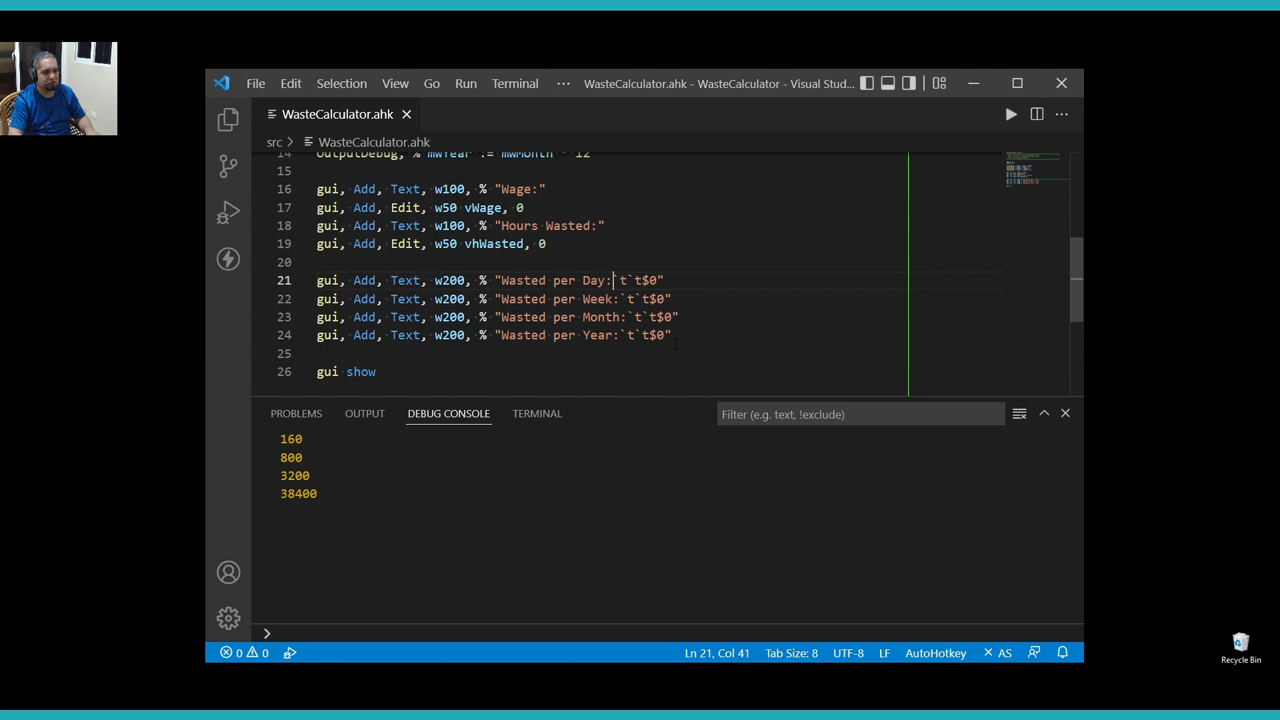 File Edit Selection View Go Run Terminal ··· WasteCalculator.ahk - WasteCalculator - Visual Stud...
WasteCalculator.ahk
src > WasteCalculator.ahk
14 OutputDebug, % mwYear := mwMonth * 12
15
16 gui, Add, Text, w100, % "Wage:"
17 gui, Add, Edit, w50 vWage, 0
18 gui, Add, Text, w100, % "Hours Wasted:"
19 gui, Add, Edit, w50 vhWasted, 0
20
21 gui, Add, Text, w200, % "Wasted per Day:`t`t$0"
22 gui, Add, Text, w200, % "Wasted per Week:`t`t$0"
23 gui, Add, Text, w200, % "Wasted per Month:`t`t$0"
24 gui, Add, Text, w200, % "Wasted per Year:`t`t$0"
25
26 gui show
PROBLEMS OUTPUT DEBUG CONSOLE TERMINAL Filter (e.g. text, !exclude)
160
800
3200
38400
0 0 Ln 21, Col 41 Tab Size: 8 UTF-8 LF AutoHotkey AS
Recycle Bin